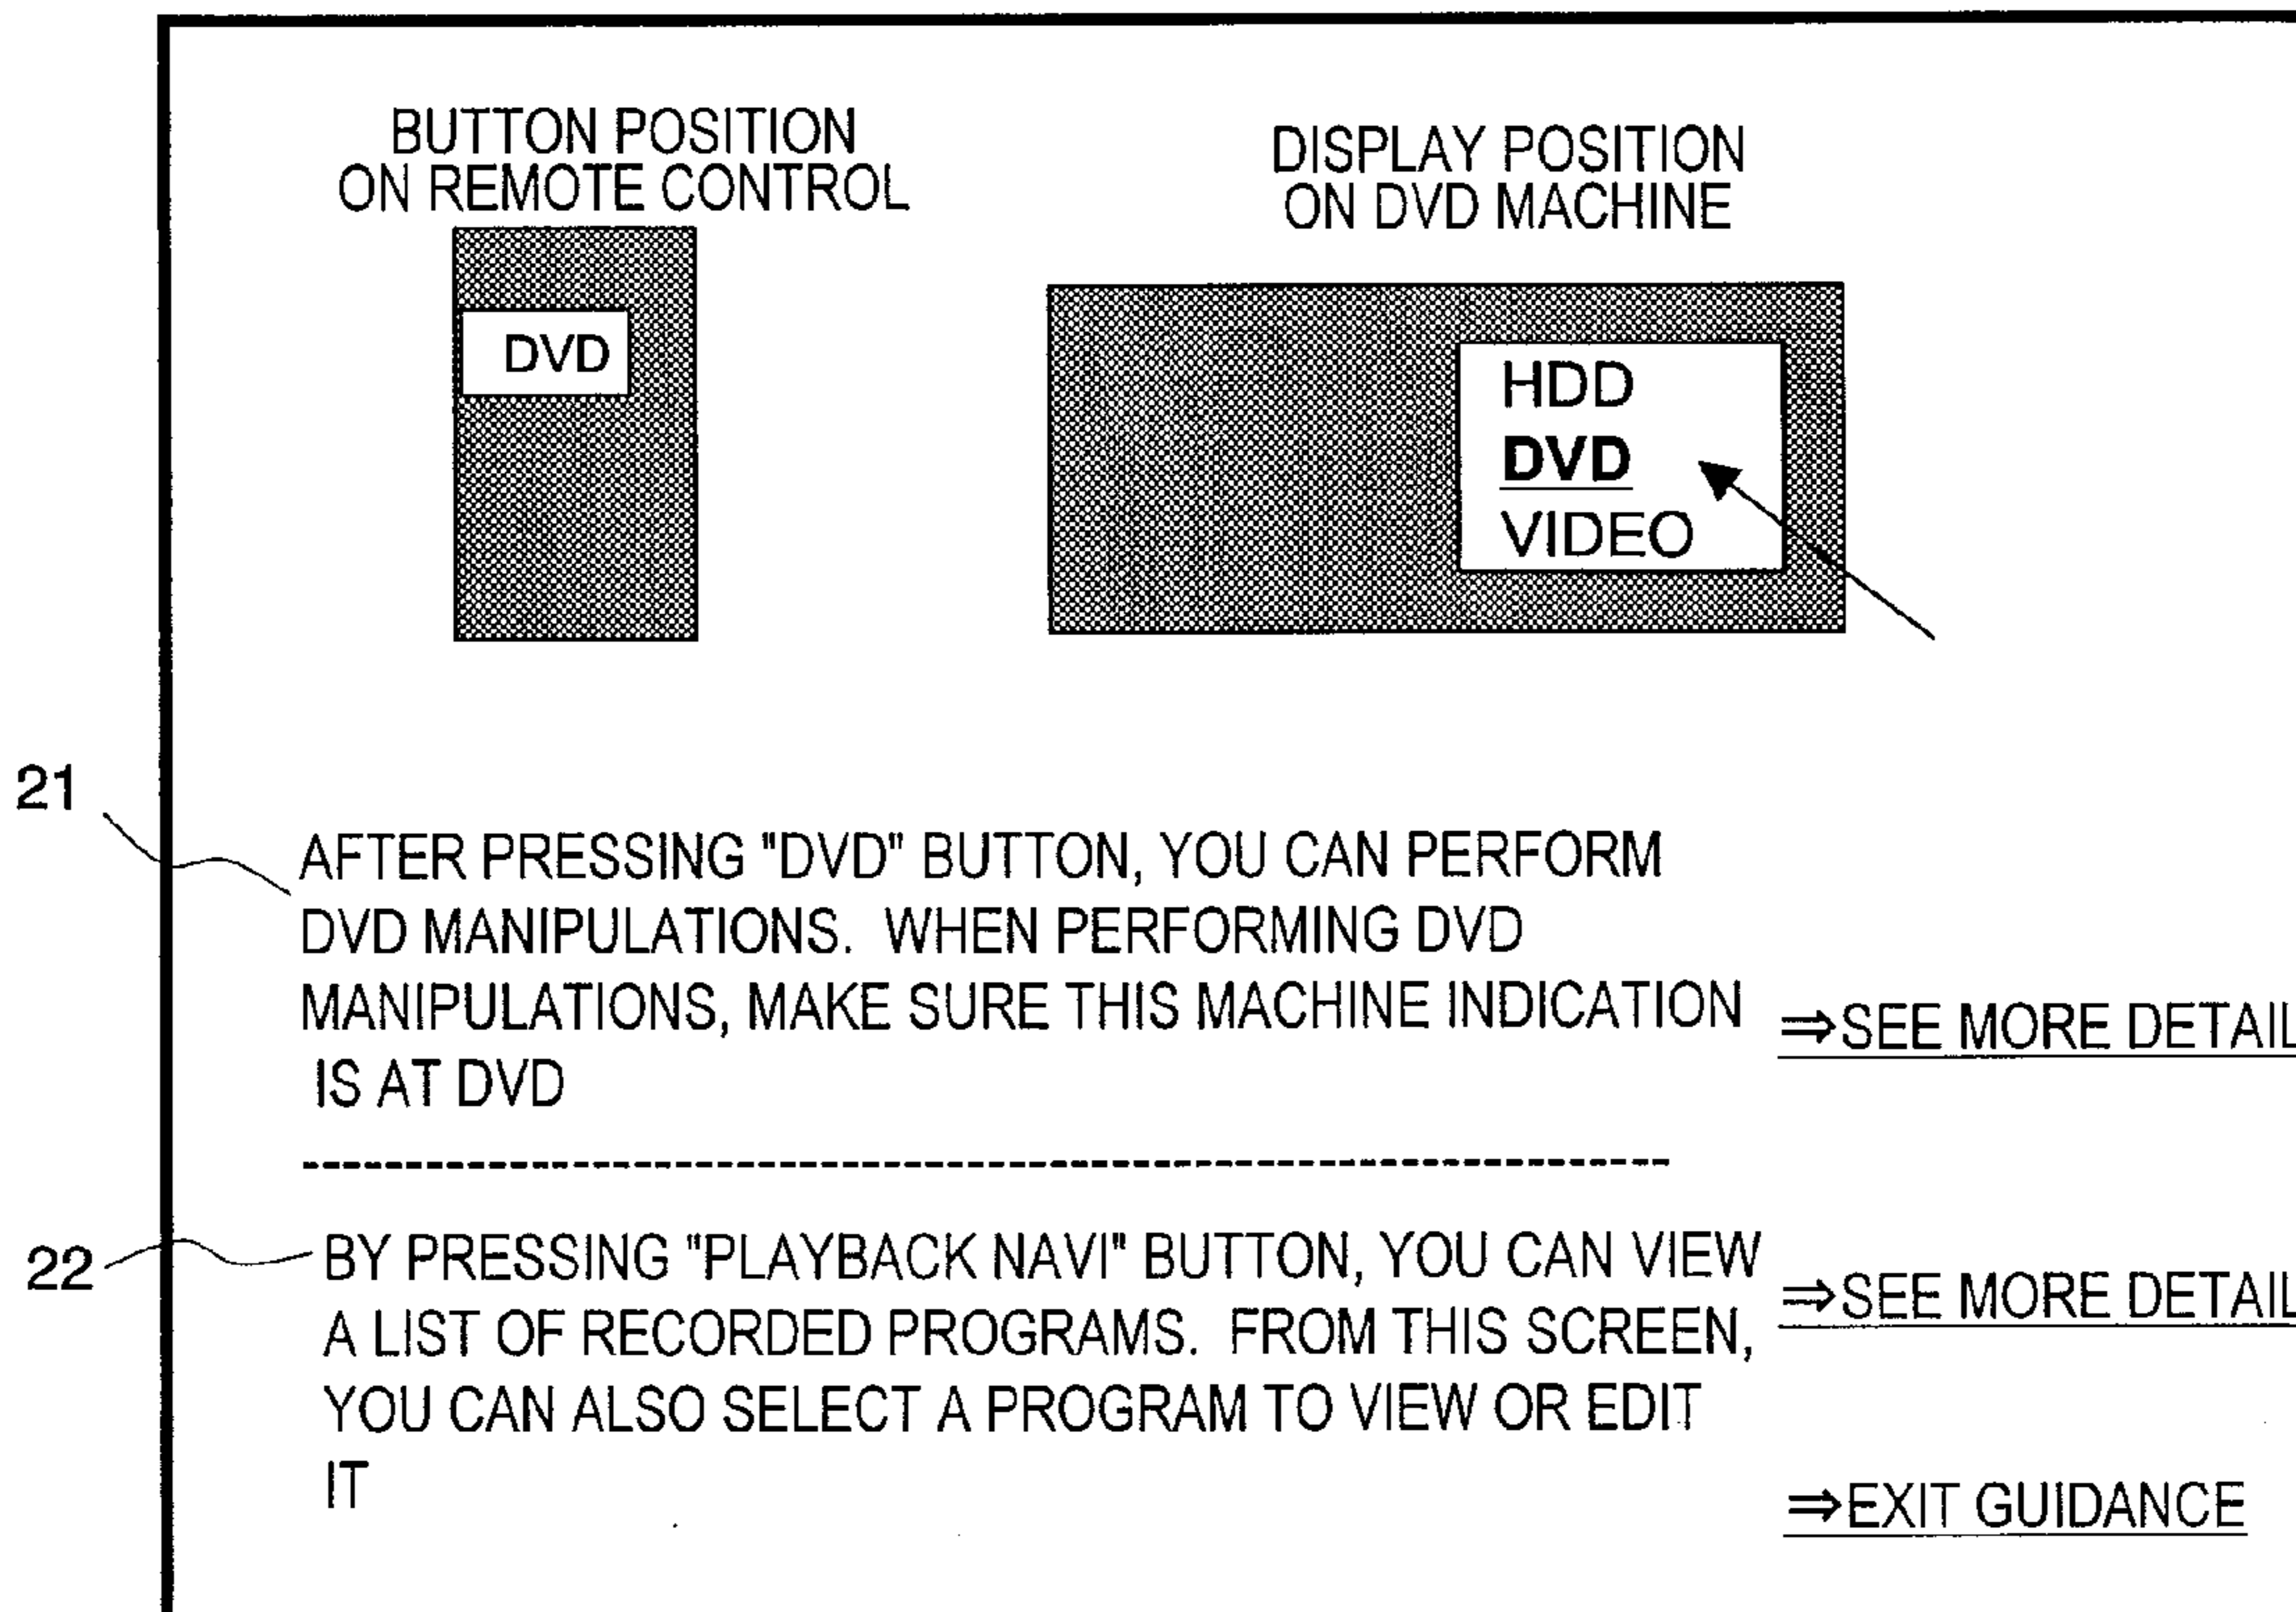 BUTTON POSITION
ON REMOTE CONTROL
DISPLAY POSITION
ON DVD MACHINE
DVD
HDD
DVD
VIDEO
21
AFTER PRESSING "DVD" BUTTON, YOU CAN PERFORM
DVD MANIPULATIONS. WHEN PERFORMING DVD
MANIPULATIONS, MAKE SURE THIS MACHINE INDICATION
IS AT DVD
⇒SEE MORE DETAIL
22
BY PRESSING "PLAYBACK NAVI" BUTTON, YOU CAN VIEW
A LIST OF RECORDED PROGRAMS. FROM THIS SCREEN,
YOU CAN ALSO SELECT A PROGRAM TO VIEW OR EDIT
IT
⇒SEE MORE DETAIL
⇒EXIT GUIDANCE